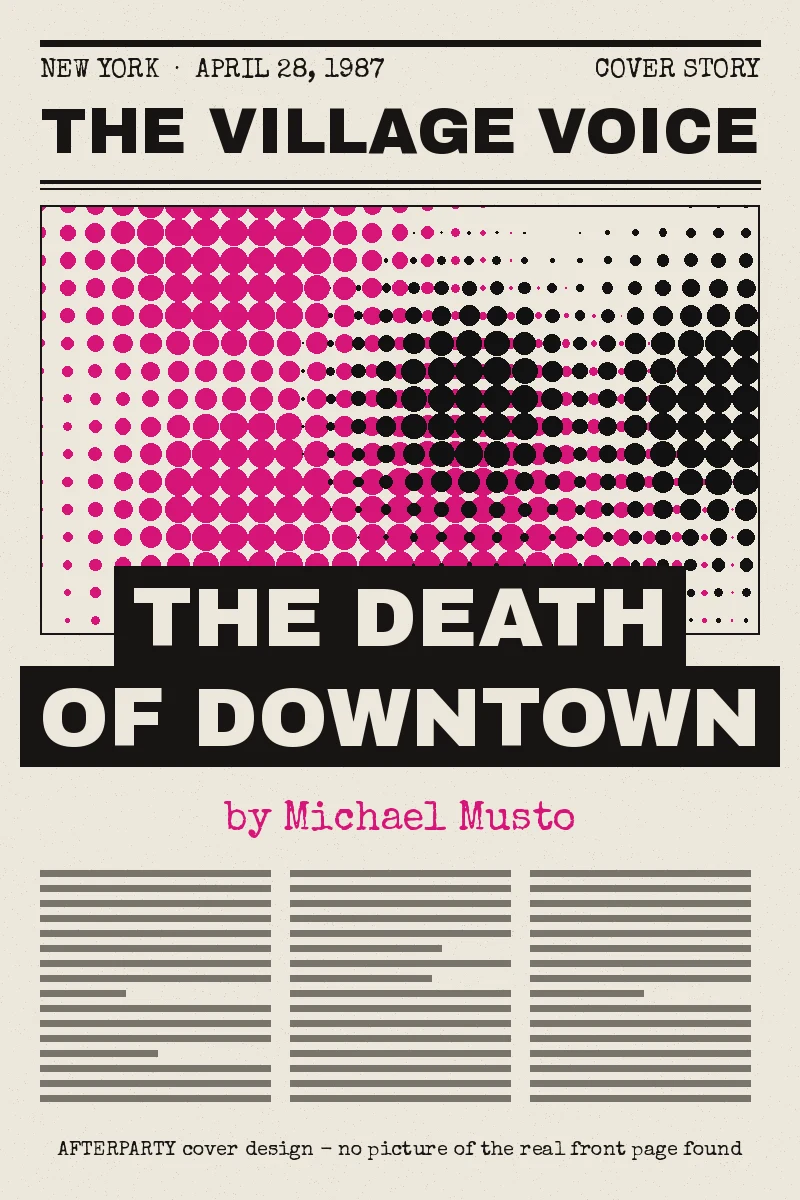 NEW YORK · APRIL 28, 1987 COVER STORY
THE VILLAGE VOICE
THE DEATH
OF DOWNTOWN
by Michael Musto
AFTERPARTY cover design – no picture of the real front page found